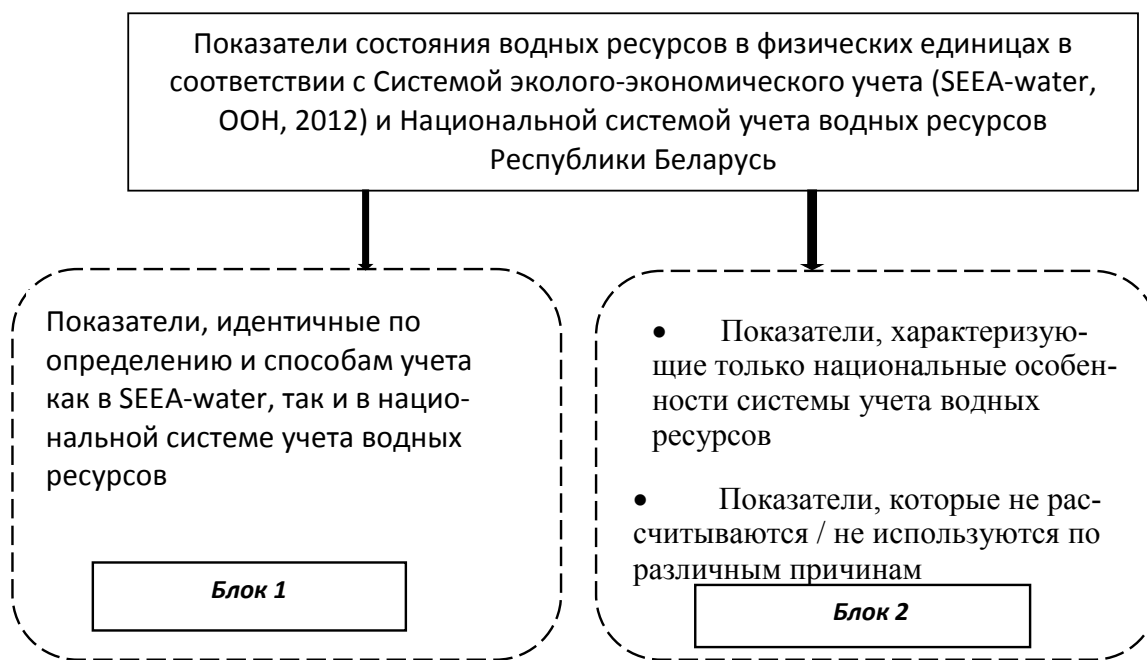 Показатели состояния водных ресурсов в физических единицах в
соответствии с Системой эколого-экономического учета (SEEA-water,
ООН, 2012) и Национальной системой учета водных ресурсов
Республики Беларусь
Показатели, идентичные по
определению и способам учета
как в SEEA-water, так и в нацио-
нальной системе учета водных
ресурсов
Блок 1
• Показатели, характеризую-
щие только национальные особен-
ности системы учета водных
ресурсов
• Показатели, которые не рас-
считываются / не используются по
различным причинам
Блок 2